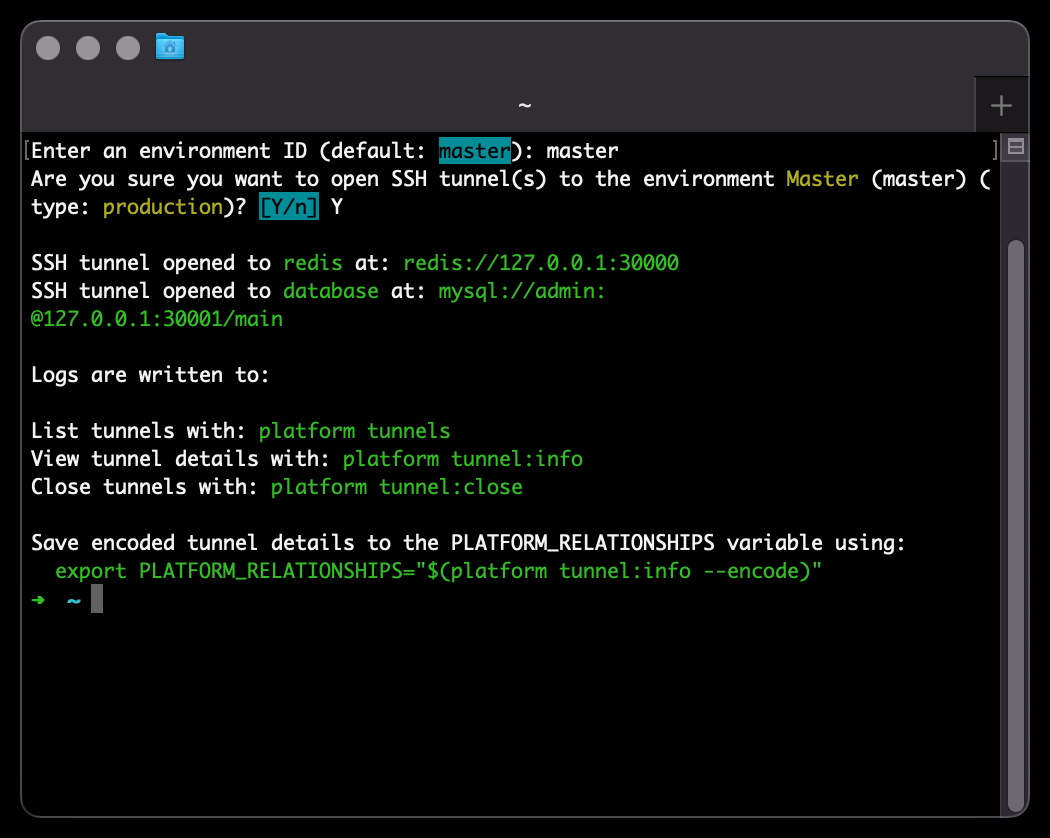 ~
[Enter an environment ID (default: master): master ]
Are you sure you want to open SSH tunnel(s) to the environment Master (master) (
type: production)? [Y/n] Y
SSH tunnel opened to redis at: redis://127.0.0.1:30000
SSH tunnel opened to database at: mysql://admin:
@127.0.0.1:30001/main
Logs are written to:
List tunnels with: platform tunnels
View tunnel details with: platform tunnel:info
Close tunnels with: platform tunnel:close
Save encoded tunnel details to the PLATFORM_RELATIONSHIPS variable using:
export PLATFORM_RELATIONSHIPS="$(platform tunnel:info --encode)"
➜ ~